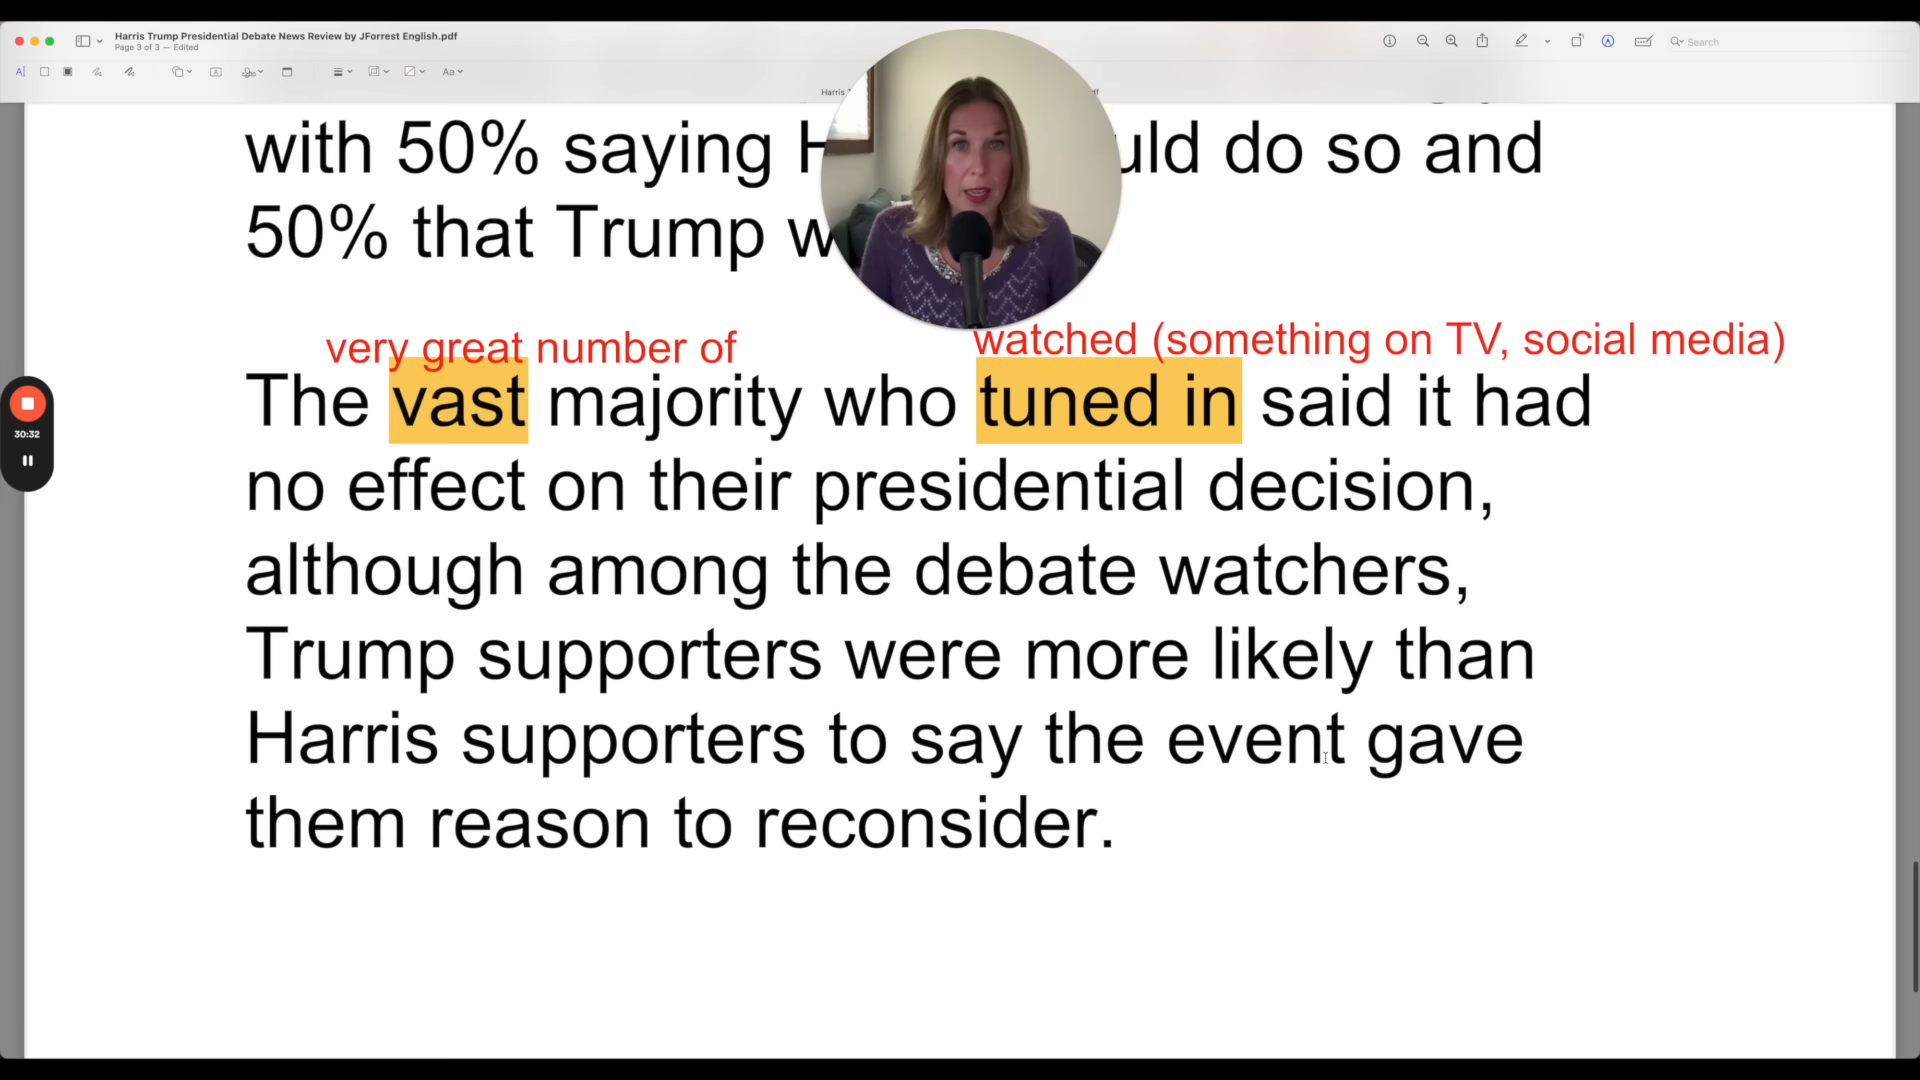 Harris Trump Presidential Debate News Review by JForrest English.pdf
Page 3 of 3 — Edited
Search
Aa
Harris
with 50% saying H uld do so and
50% that Trump w
very great number of
watched (something on TV, social media)
The vast majority who tuned in said it had
no effect on their presidential decision,
although among the debate watchers,
Trump supporters were more likely than
Harris supporters to say the event gave
them reason to reconsider.
30:32